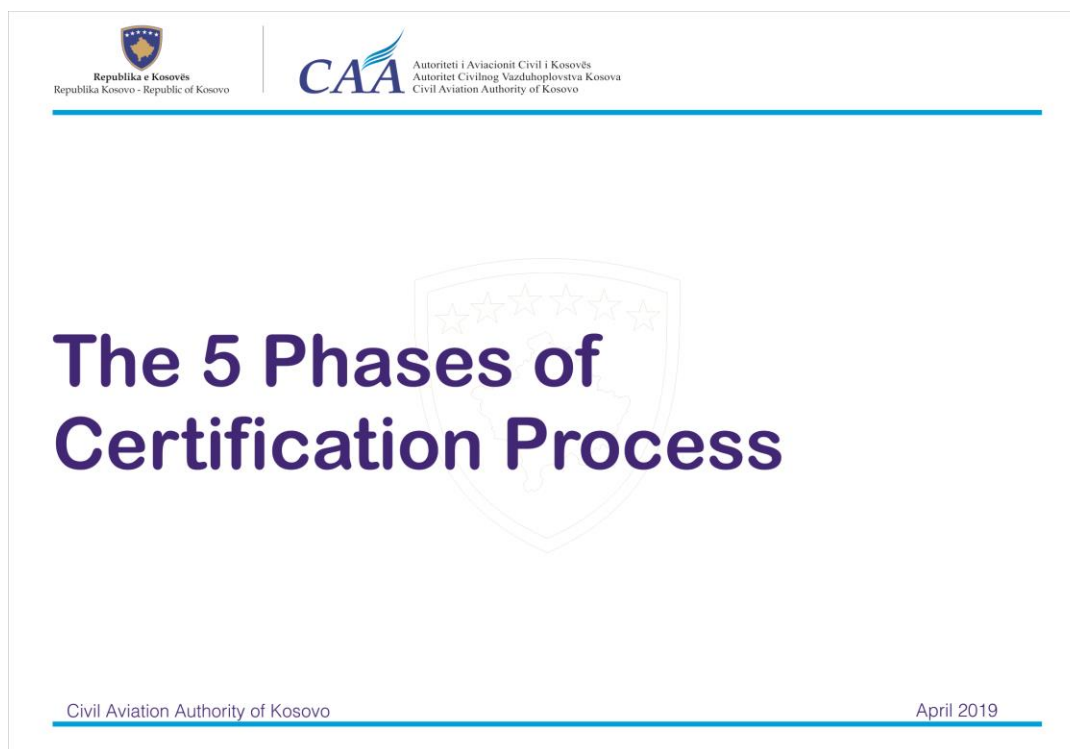 Republika e Kosovës
Republika Kosovo - Republic of Kosovo
CAA
Autoriteti i Aviacionit Civil i Kosovës
Autoritet Civilnog Vazduhoplovstva Kosova
Civil Aviation Authority of Kosovo
The 5 Phases of
Certification Process
Civil Aviation Authority of Kosovo
April 2019